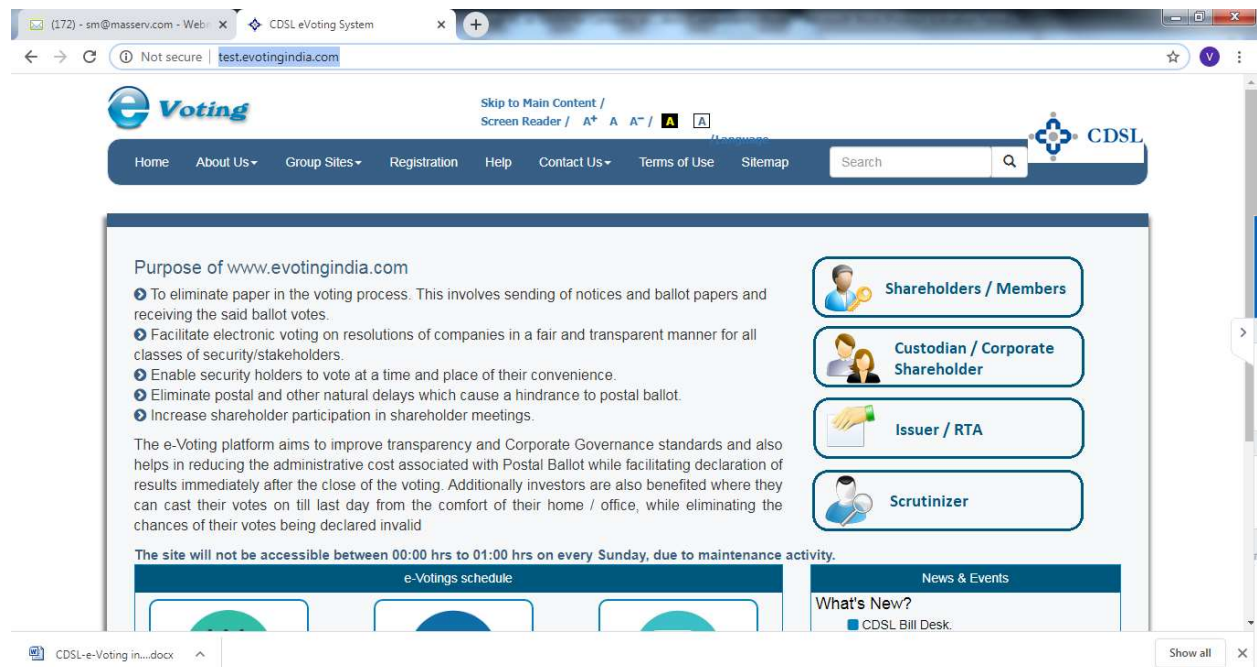 (172) - sm@masserv.com - Web
CDSL eVoting System
Not secure | test.evotingindia.com
V
e Voting
Skip to Main Content /
Screen Reader / A+ A A- / A A
/Language
CDSL
Home About Us Group Sites Registration Help Contact Us Terms of Use Sitemap Search
Purpose of www.evotingindia.com
To eliminate paper in the voting process. This involves sending of notices and ballot papers and
receiving the said ballot votes.
Facilitate electronic voting on resolutions of companies in a fair and transparent manner for all
classes of security/stakeholders.
Enable security holders to vote at a time and place of their convenience.
Eliminate postal and other natural delays which cause a hindrance to postal ballot.
Increase shareholder participation in shareholder meetings.
The e-Voting platform aims to improve transparency and Corporate Governance standards and also
helps in reducing the administrative cost associated with Postal Ballot while facilitating declaration of
results immediately after the close of the voting. Additionally investors are also benefited where they
can cast their votes on till last day from the comfort of their home / office, while eliminating the
chances of their votes being declared invalid
Shareholders / Members
Custodian / Corporate
Shareholder
Issuer / RTA
Scrutinizer
The site will not be accessible between 00:00 hrs to 01:00 hrs on every Sunday, due to maintenance activity.
e-Votings schedule
News & Events
What's New?
CDSL Bill Desk.
CDSL-e-Voting in....docx
Show all